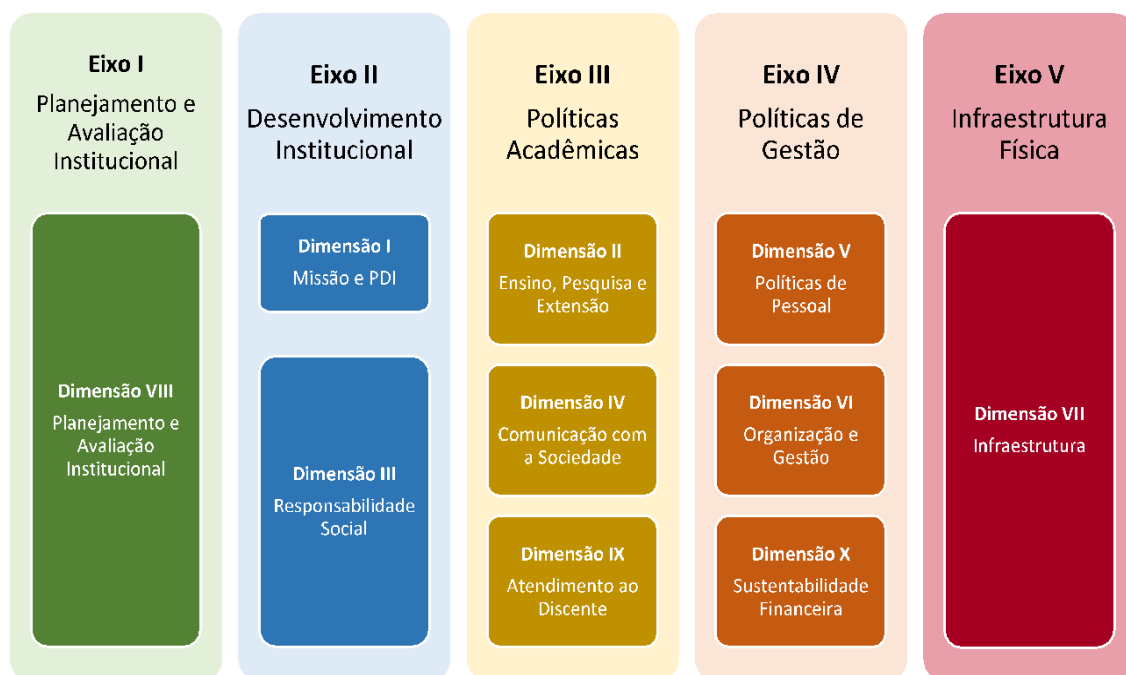 Eixo I
Planejamento e
Avaliação
Institucional
Dimensão VIII
Planejamento e
Avaliação
Institucional
Eixo II
Desenvolvimento
Institucional
Dimensão I
Missão e PDI
Dimensão III
Responsabilidade
Social
Eixo III
Políticas
Acadêmicas
Dimensão II
Ensino, Pesquisa e
Extensão
Dimensão IV
Comunicação com
a Sociedade
Dimensão IX
Atendimento ao
Discente
Eixo IV
Políticas de
Gestão
Dimensão V
Políticas de
Pessoal
Dimensão VI
Organização e
Gestão
Dimensão X
Sustentabilidade
Financeira
Eixo V
Infraestrutura
Física
Dimensão VII
Infraestrutura